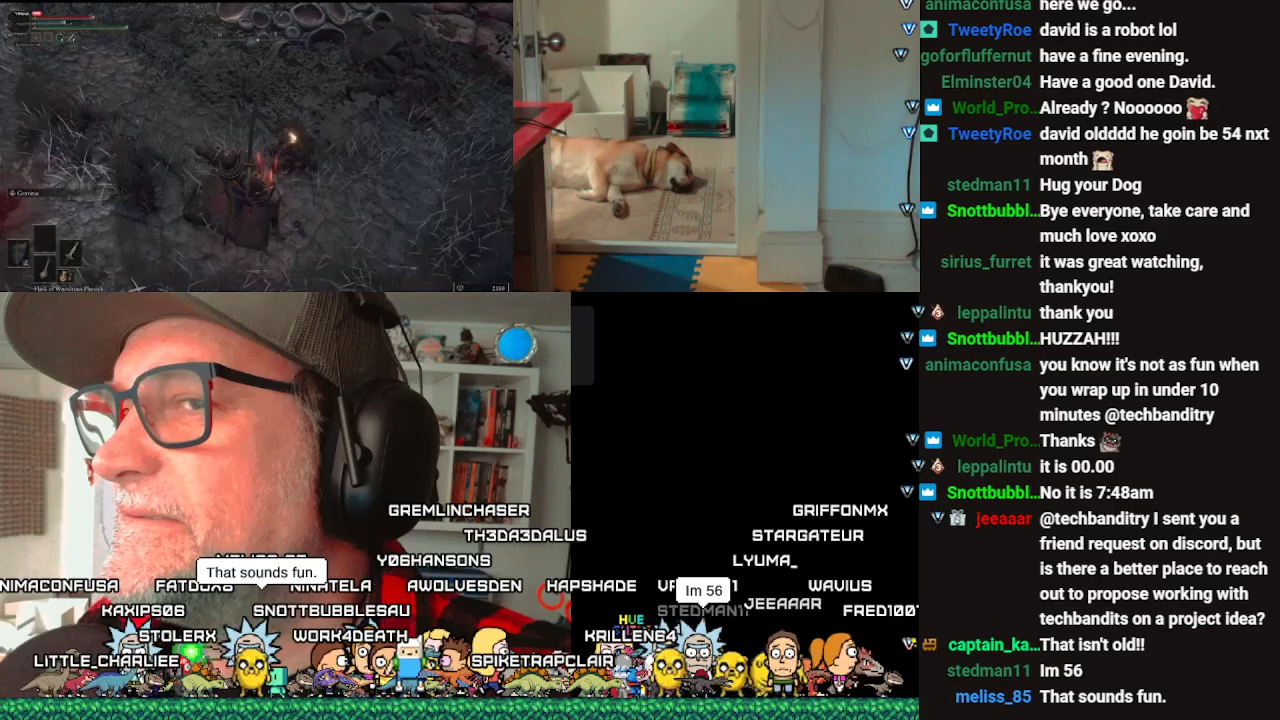 Gostoc
2188
animaconfusa here we go...
TweetyRoe david is a robot lol
goforfluffernut have a fine evening.
Elminster04 Have a good one David.
World_Pro... Already ? Noooooo
TweetyRoe david oldddd he goin be 54 nxt
month
stedman11 Hug your Dog
Snottbubbl... Bye everyone, take care and
much love xoxo
sirius_furret it was great watching,
thankyou!
leppalintu thank you
Snottbubbl... HUZZAH!!!
animaconfusa you know it's not as fun when
you wrap up in under 10
minutes @techbanditry
World_Pro... Thanks
leppalintu it is 00.00
Snottbubbl... No it is 7:48am
jeeaaar @techbanditry I sent you a
friend request on discord, but
is there a better place to reach
out to propose working with
techbandits on a project idea?
captain_ka... That isn't old!!
stedman11 Im 56
meliss_85 That sounds fun.
GREMLINCHASER GRIFFONMX
TH3DA3DALUS STARGATEUR
Y06HANSONS LYUMA_
That sounds fun.
NIMACONFUSA AWOLVESDEN HAPSHADE WAVIUS
Im 56
KAXIPS06 SNOTTBUBBLESAU STEDMAN11 JEEAAAR FRED100
HUE
STOLERX WORK4DEATH KRILLENE4
LITTLE_CHARLIEE SPIKETRAPCLAIR